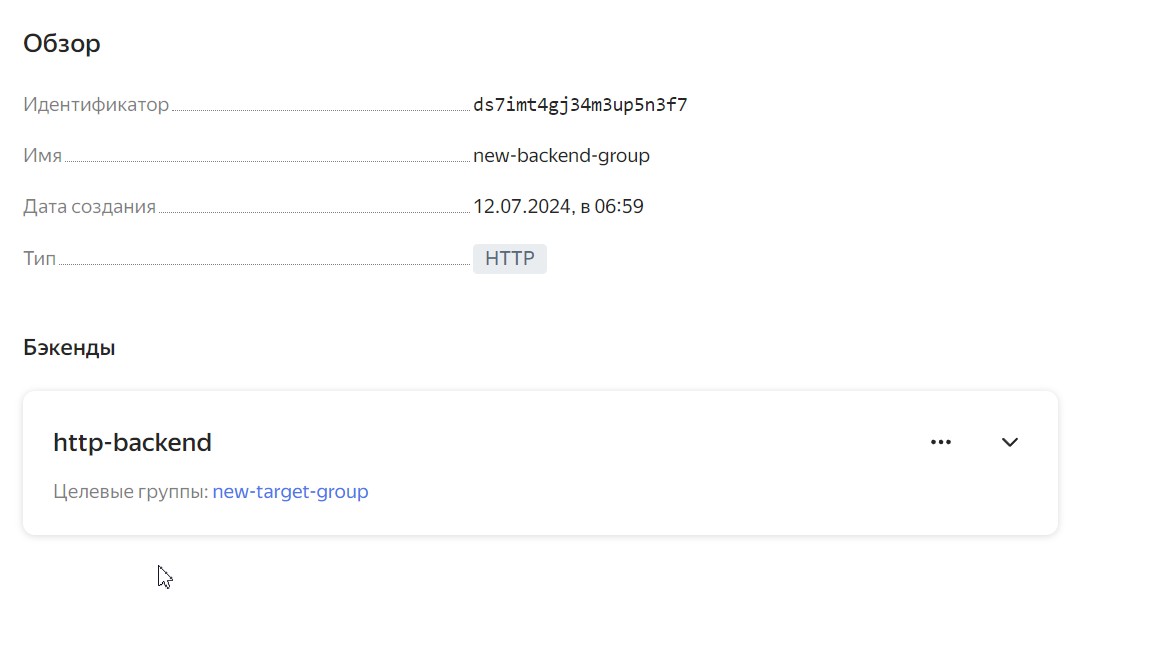 Обзор
Идентификатор ds7imt4gj34m3up5n3f7
Имя new-backend-group
Дата создания 12.07.2024, в 06:59
Тип HTTP
Бэкенды
http-backend
Целевые группы: new-target-group